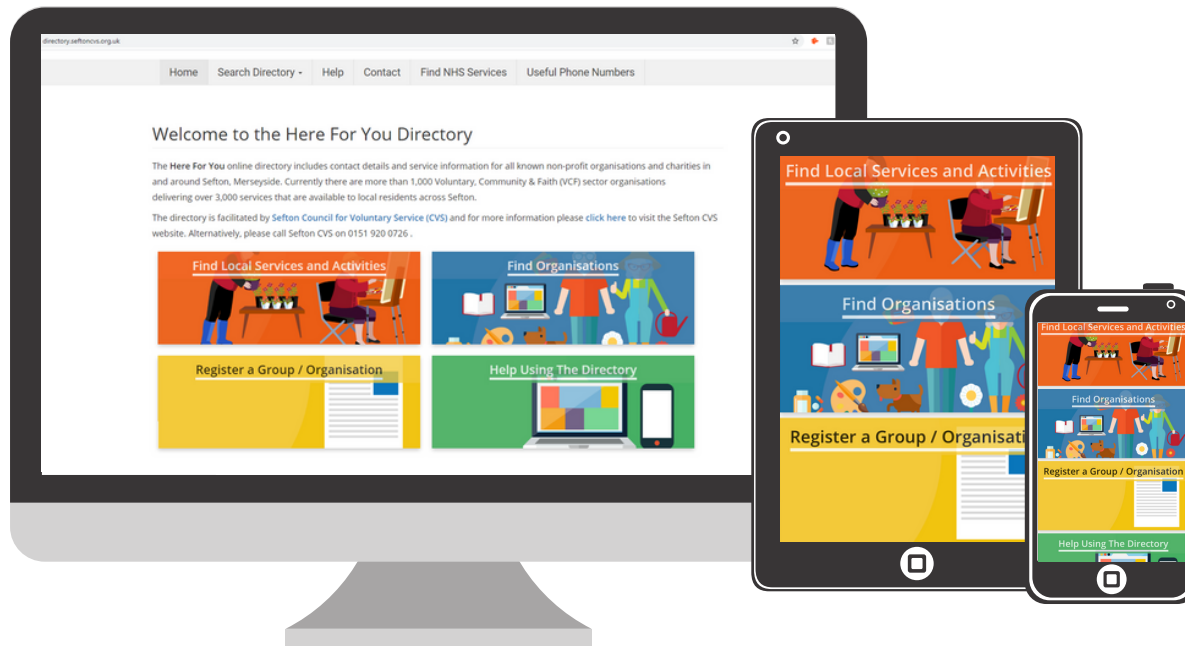 directory.seftoncvs.org.uk
Home Search Directory Help Contact Find NHS Services Useful Phone Numbers
Welcome to the Here For You Directory
The Here For You online directory includes contact details and service information for all known non-profit organisations and charities in
and around Sefton, Merseyside. Currently there are more than 1,000 Voluntary, Community & Faith (VCF) sector organisations
delivering over 3,000 services that are available to local residents across Sefton.
The directory is facilitated by Sefton Council for Voluntary Service (CVS) and for more information please click here to visit the Sefton CVS
website. Alternatively, please call Sefton CVS on 0151 920 0726 .
Find Local Services and Activities
Find Organisations
Register a Group / Organisation
Help Using The Directory
Find Local Services and Activities
Find Organisations
Register a Group / Organisati
Find Local Services and Activities
Find Organisations
Register a Group / Organisation
Help Using The Directory